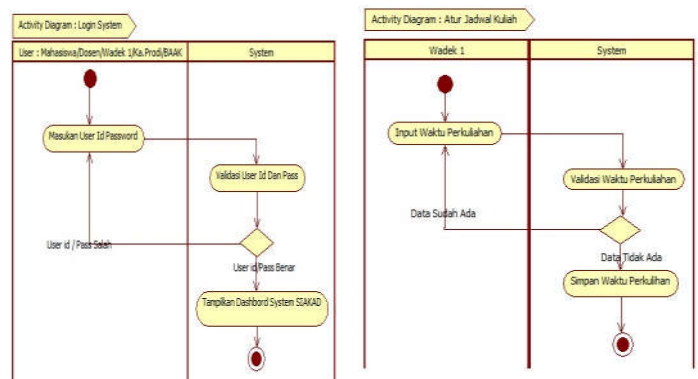 Activity Diagram : Login System
User : Mahasiswa/Dosen/Wadek 1/Ka.Prodi/BAAK
System
Masukan User Id Password
Validasi User Id Dan Pass
User id / Pass Salah
User id/Pass Benar
Tampilkan Dashbord System SIAKAD
Activity Diagram : Atur Jadwal Kuliah
Wadek 1
System
Input Waktu Perkuliahan
Validasi Waktu Perkuliahan
Data Sudah Ada
Data Tidak Ada
Simpan Waktu Perkulihan